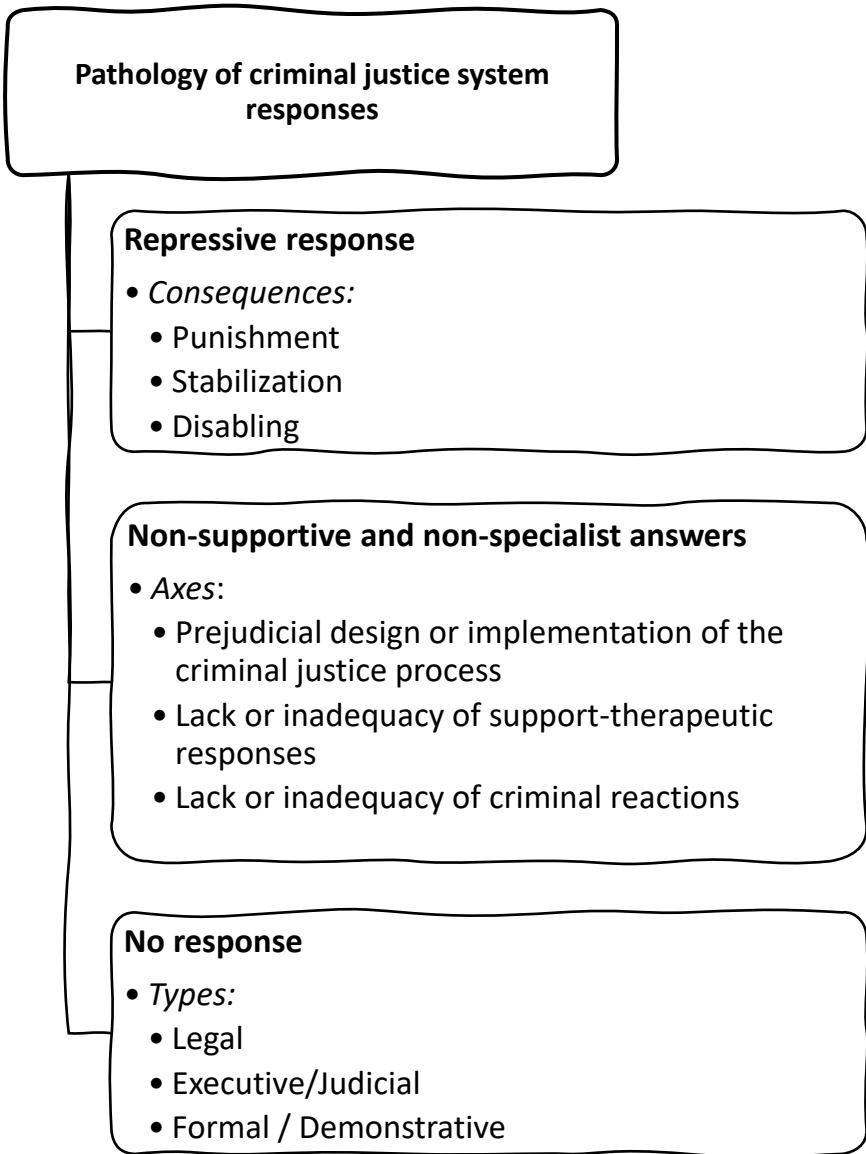 Pathology of criminal justice system
responses
Repressive response
• Consequences:
• Punishment
• Stabilization
• Disabling
Non-supportive and non-specialist answers
• Axes:
• Prejudicial design or implementation of the
criminal justice process
• Lack or inadequacy of support-therapeutic
responses
• Lack or inadequacy of criminal reactions
No response
• Types:
• Legal
• Executive/Judicial
• Formal / Demonstrative